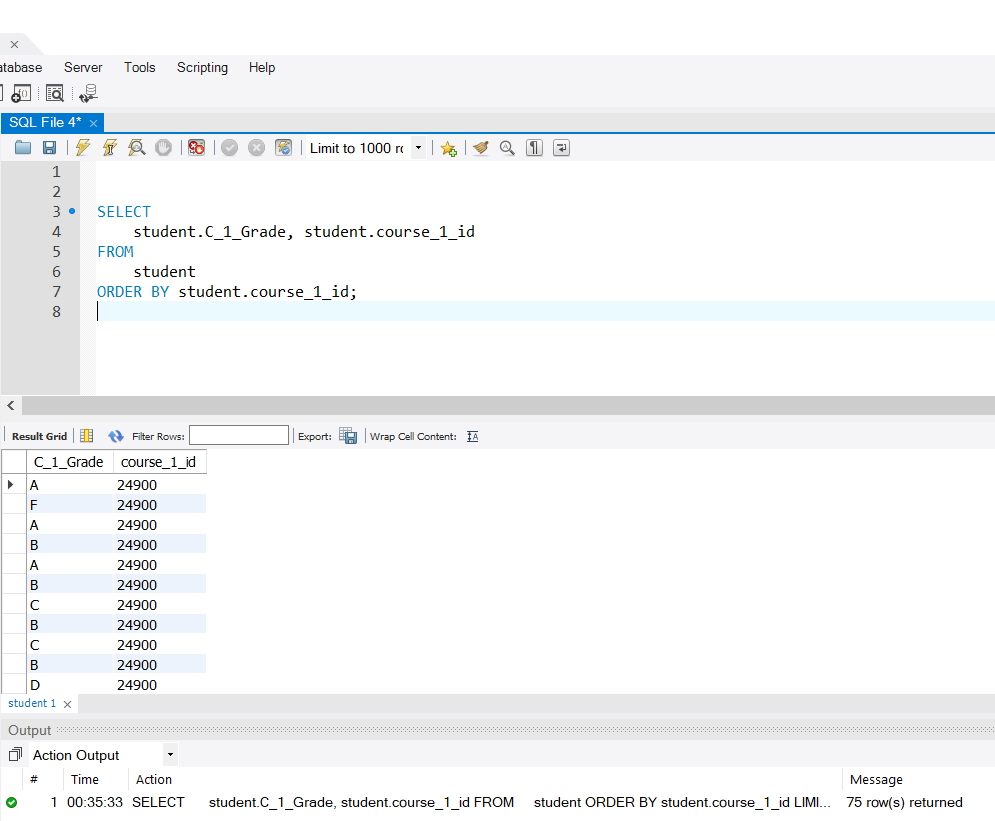 atabase Server Tools Scripting Help
SQL File 4*
Limit to 1000 rc
1
2
3 SELECT
4 student.C_1_Grade, student.course_1_id
5 FROM
6 student
7 ORDER BY student.course_1_id;
8
Result Grid Filter Rows: Export: Wrap Cell Content:
C_1_Grade course_1_id
A 24900
F 24900
A 24900
B 24900
A 24900
B 24900
C 24900
B 24900
C 24900
B 24900
D 24900
student 1
Output
Action Output
# Time Action Message
1 00:35:33 SELECT student.C_1_Grade, student.course_1_id FROM student ORDER BY student.course_1_id LIMI... 75 row(s) returned